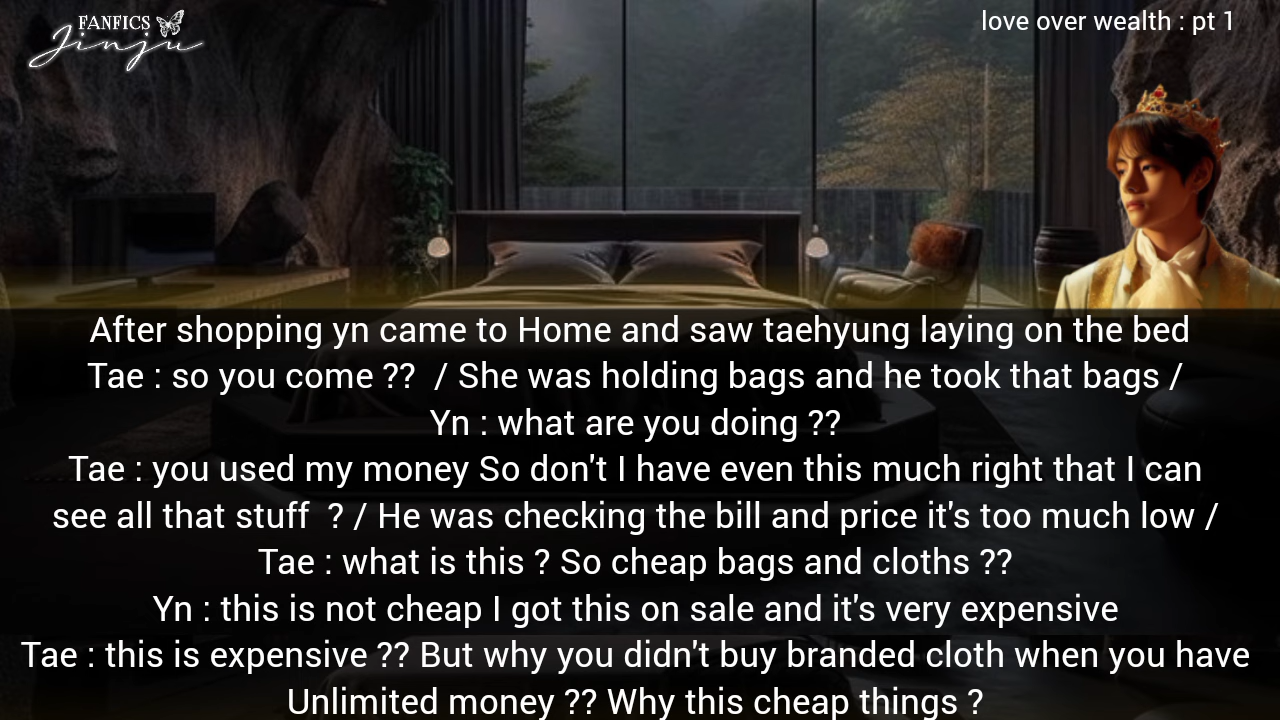 FANFICS
Jinju
love over wealth : pt 1
After shopping yn came to Home and saw taehyung laying on the bed
Tae : so you come ??  / She was holding bags and he took that bags /
Yn : what are you doing ??
Tae : you used my money So don't I have even this much right that I can
see all that stuff  ? / He was checking the bill and price it's too much low /
Tae : what is this ? So cheap bags and cloths ??
Yn : this is not cheap I got this on sale and it's very expensive
Tae : this is expensive ?? But why you didn't buy branded cloth when you have
Unlimited money ?? Why this cheap things ?